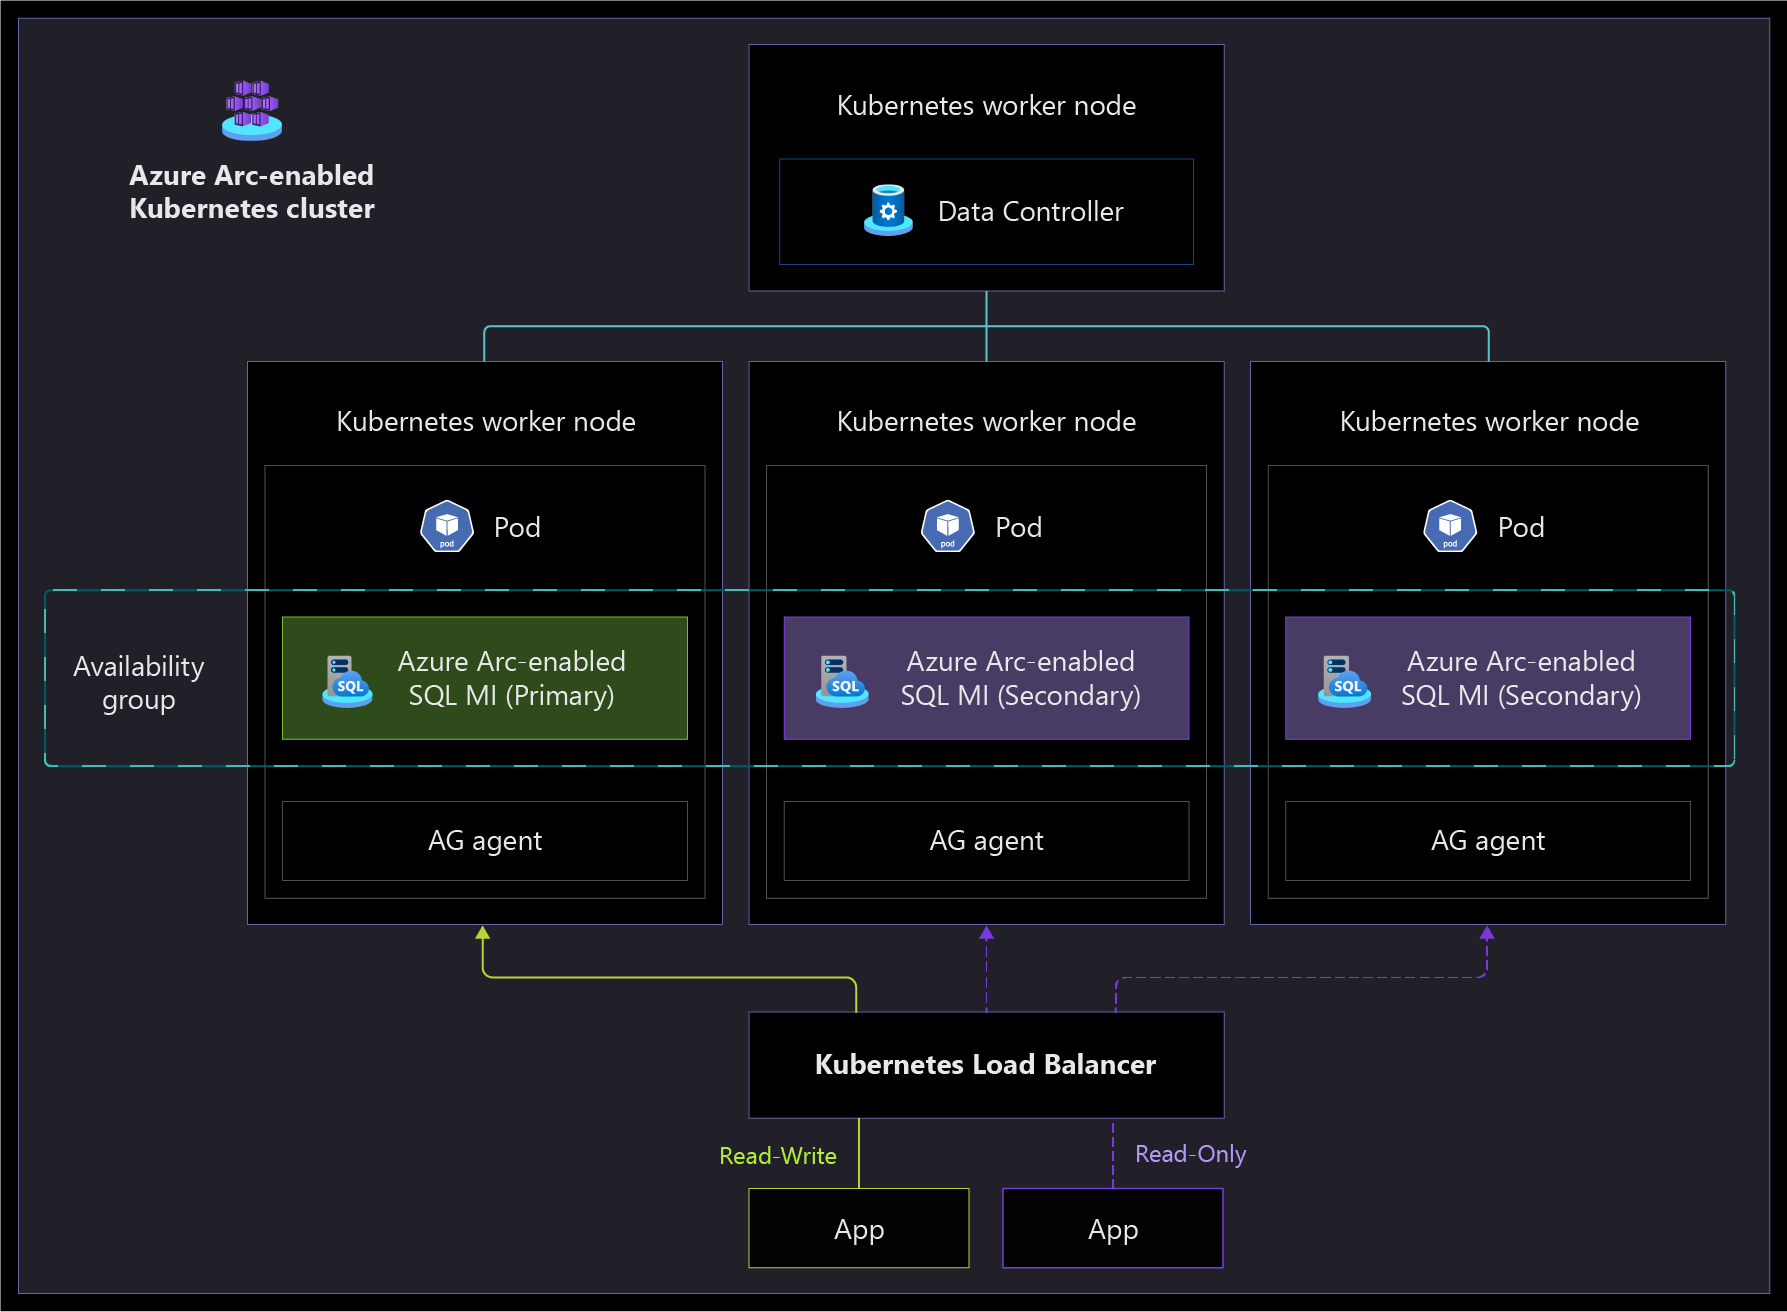 Azure Arc-enabled
Kubernetes cluster
Kubernetes worker node
Data Controller
Kubernetes worker node
Kubernetes worker node
Kubernetes worker node
pod
Pod
pod
Pod
pod
Pod
Availability
group
SQL
Azure Arc-enabled
SQL MI (Primary)
SQL
Azure Arc-enabled
SQL MI (Secondary)
SQL
Azure Arc-enabled
SQL MI (Secondary)
AG agent
AG agent
AG agent
Kubernetes Load Balancer
Read-Write
Read-Only
App
App